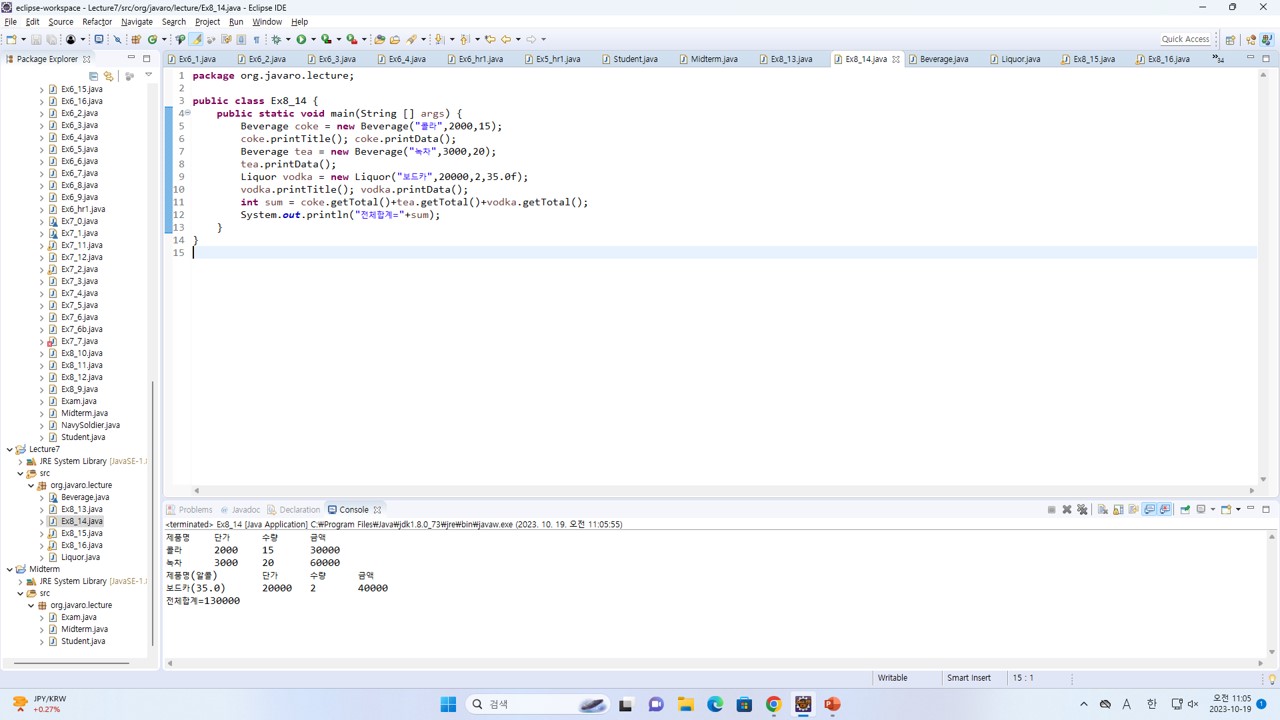 eclipse-workspace - Lecture7/src/org/javaro/lecture/Ex8_14.java - Eclipse IDE
File Edit Source Refactor Navigate Search Project Run Window Help
Quick Access
Package Explorer
Ex6_1.java Ex6_2.java Ex6_3.java Ex6_4.java Ex6_hr1.java Ex5_hr1.java Student.java Midterm.java Ex8_13.java Ex8_14.java Beverage.java Liquor.java Ex8_15.java Ex8_16.java
Ex6_15.java
Ex6_16.java
Ex6_2.java
Ex6_3.java
Ex6_4.java
Ex6_5.java
Ex6_6.java
Ex6_7.java
Ex6_8.java
Ex6_9.java
Ex6_hr1.java
Ex7_0.java
Ex7_1.java
Ex7_11.java
Ex7_12.java
Ex7_2.java
Ex7_3.java
Ex7_4.java
Ex7_5.java
Ex7_6.java
Ex7_6b.java
Ex7_7.java
Ex8_10.java
Ex8_11.java
Ex8_12.java
Ex8_9.java
Exam.java
Midterm.java
NavySoldier.java
Student.java
Lecture7
JRE System Library [JavaSE-1.8
src
org.javaro.lecture
Beverage.java
Ex8_13.java
Ex8_14.java
Ex8_15.java
Ex8_16.java
Liquor.java
Midterm
JRE System Library [JavaSE-1.8
src
org.javaro.lecture
Exam.java
Midterm.java
Student.java
1 package org.javaro.lecture;
2
3 public class Ex8_14 {
4 public static void main(String [] args) {
5 Beverage coke = new Beverage("콜라",2000,15);
6 coke.printTitle(); coke.printData();
7 Beverage tea = new Beverage("녹차",3000,20);
8 tea.printData();
9 Liquor vodka = new Liquor("보드카",20000,2,35.0f);
10 vodka.printTitle(); vodka.printData();
11 int sum = coke.getTotal()+tea.getTotal()+vodka.getTotal();
12 System.out.println("전체합계="+sum);
13 }
14 }
15
Problems Javadoc Declaration Console
<terminated> Ex8_14 [Java Application] C:₩Program Files₩Java₩jdk1.8.0_73₩jre₩bin₩javaw.exe (2023. 10. 19. 오전 11:05:55)
제품명 단가 수량 금액
콜라 2000 15 30000
녹차 3000 20 60000
제품명(알콜) 단가 수량 금액
보드카(35.0) 20000 2 40000
전체합계=130000
Writable Smart Insert 15 : 1
JPY/KRW
+0.27%
검색
A 한
오전 11:05
2023-10-19